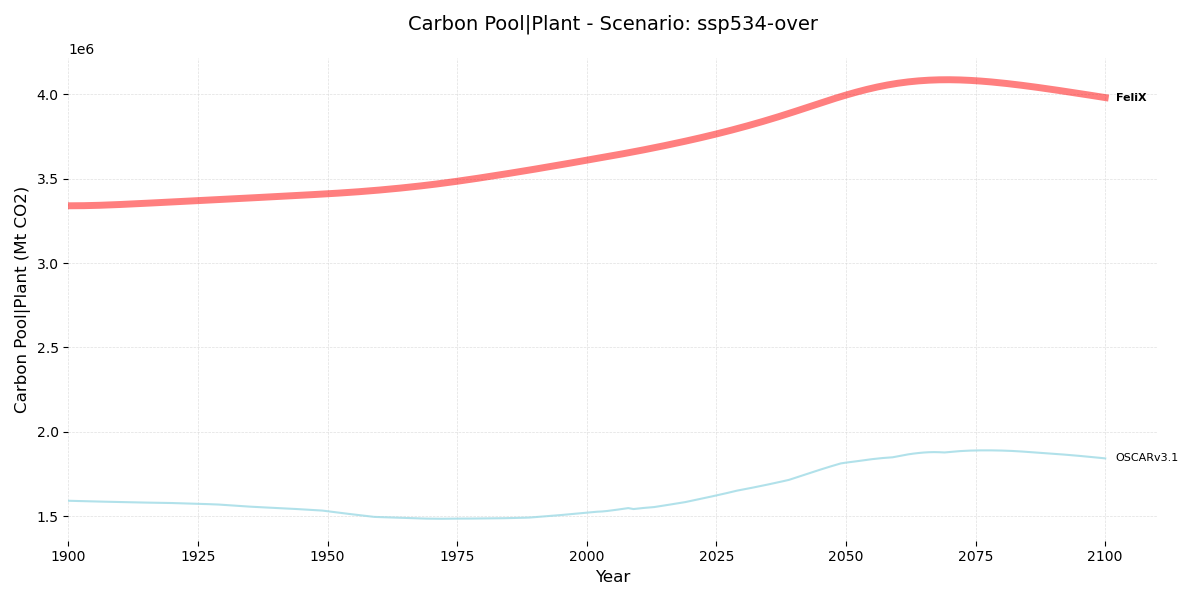 Carbon Pool|Plant - Scenario: ssp534-over
1e6
4.0
3.5
3.0
2.5
2.0
1.5
Carbon Pool|Plant (Mt CO2)
FeliX
OSCARv3.1
1900 1925 1950 1975 2000 2025 2050 2075 2100
Year